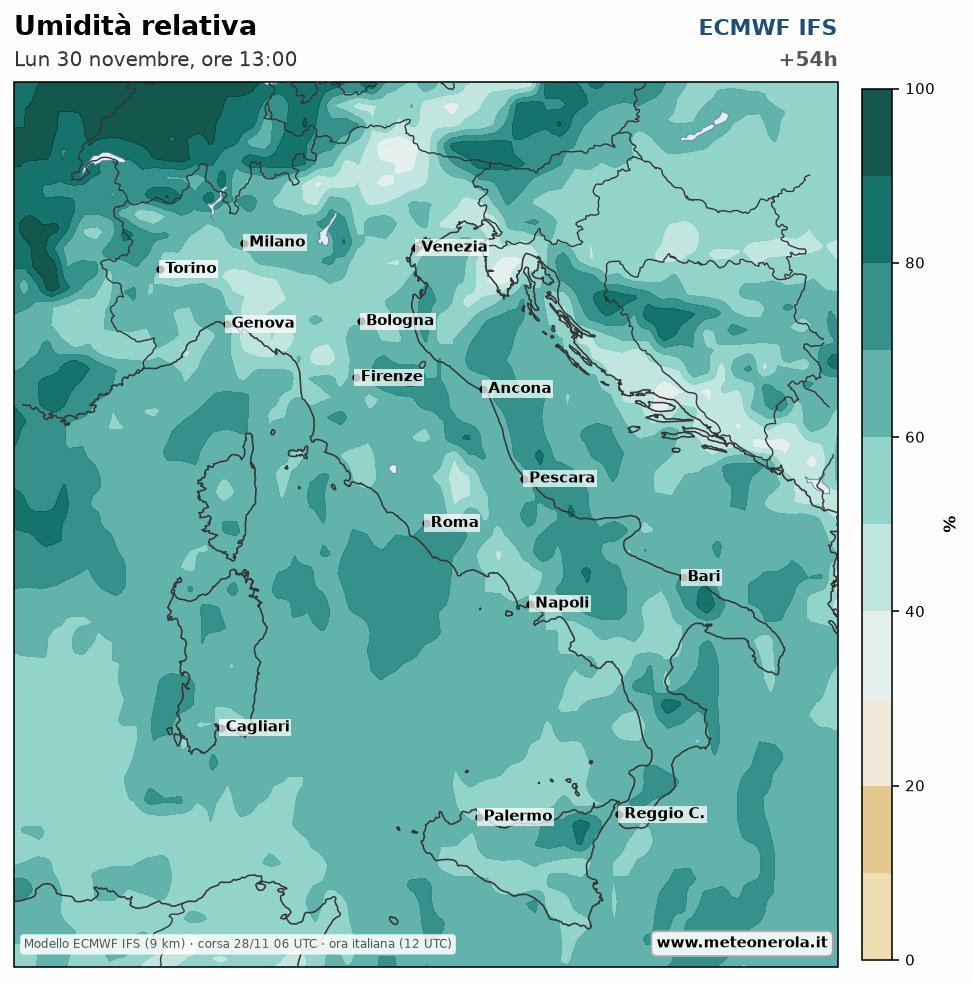 Umidità relativa
ECMWF IFS
Lun 30 novembre, ore 13:00
+54h
100
80
60
40
20
0
%
Milano
Venezia
Torino
Genova
Bologna
Firenze
Ancona
Pescara
Roma
Bari
Napoli
Cagliari
Palermo
Reggio C.
Modello ECMWF IFS (9 km) · corsa 28/11 06 UTC · ora italiana (12 UTC)
www.meteonerola.it